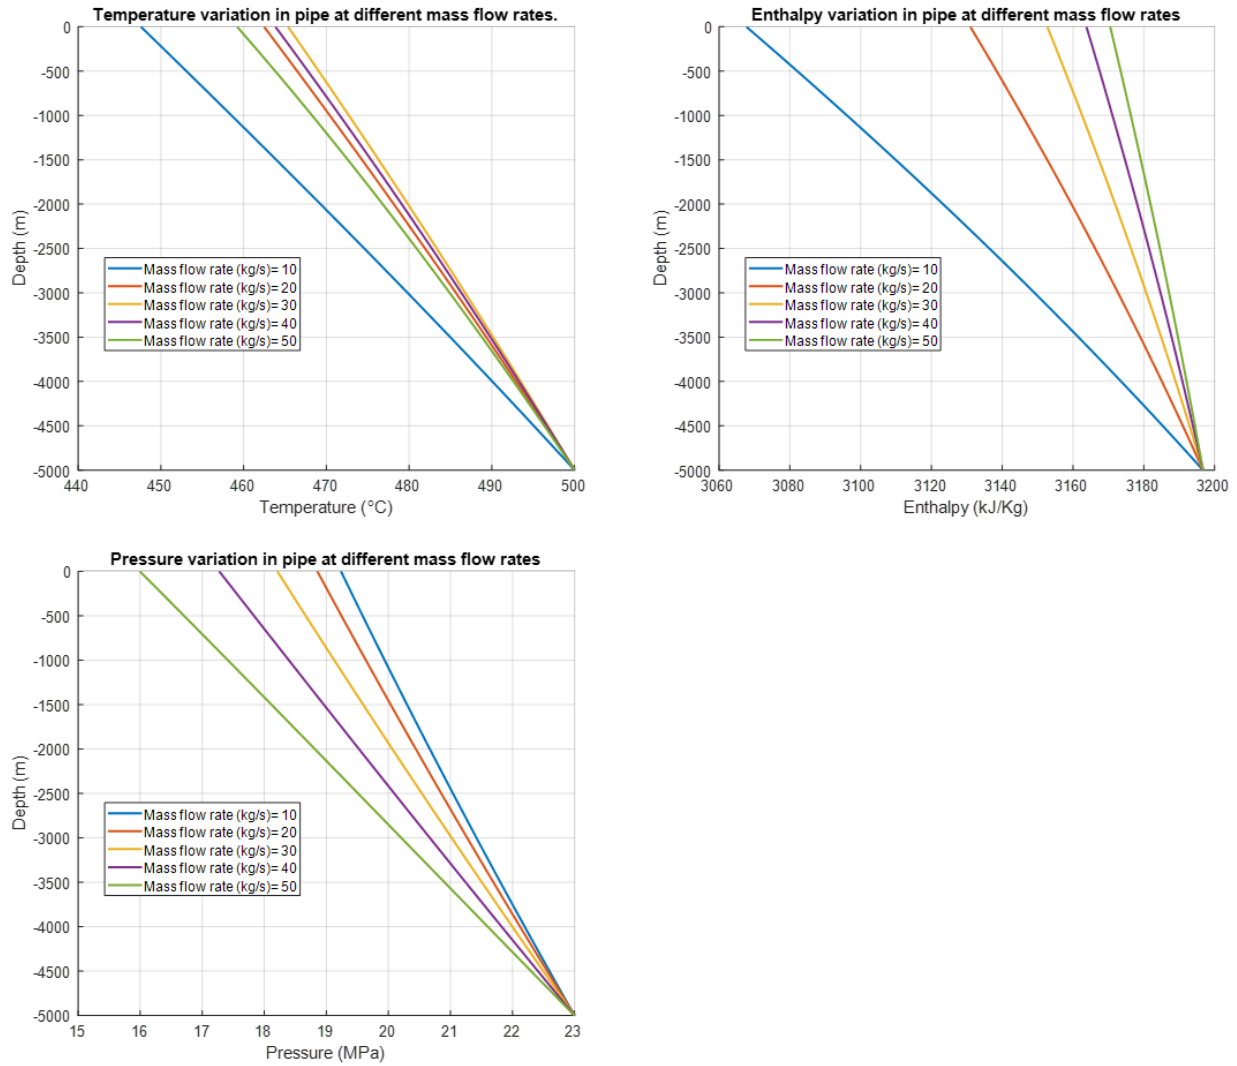 Temperature variation in pipe at different mass flow rates.
0
-500
-1000
-1500
-2000
-2500
-3000
-3500
-4000
-4500
-5000
Depth (m)
Mass flow rate (kg/s)= 10
Mass flow rate (kg/s)= 20
Mass flow rate (kg/s)= 30
Mass flow rate (kg/s)= 40
Mass flow rate (kg/s)= 50
440 450 460 470 480 490 500
Temperature (°C)
Enthalpy variation in pipe at different mass flow rates
0
-500
-1000
-1500
-2000
-2500
-3000
-3500
-4000
-4500
-5000
Depth (m)
Mass flow rate (kg/s)= 10
Mass flow rate (kg/s)= 20
Mass flow rate (kg/s)= 30
Mass flow rate (kg/s)= 40
Mass flow rate (kg/s)= 50
3060 3080 3100 3120 3140 3160 3180 3200
Enthalpy (kJ/Kg)
Pressure variation in pipe at different mass flow rates
0
-500
-1000
-1500
-2000
-2500
-3000
-3500
-4000
-4500
-5000
Depth (m)
Mass flow rate (kg/s)= 10
Mass flow rate (kg/s)= 20
Mass flow rate (kg/s)= 30
Mass flow rate (kg/s)= 40
Mass flow rate (kg/s)= 50
15 16 17 18 19 20 21 22 23
Pressure (MPa)